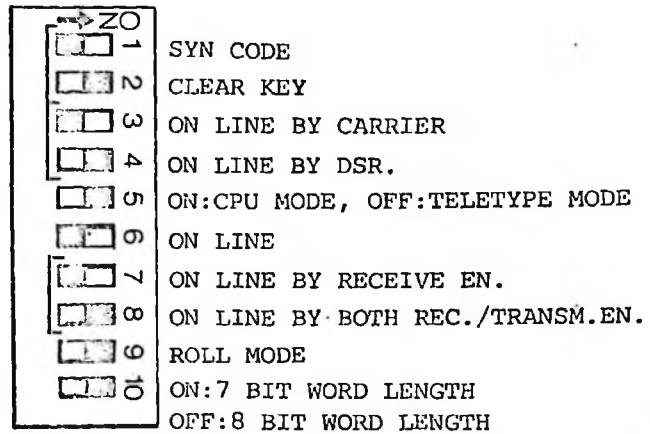 ON
1 SYN CODE
2 CLEAR KEY
3 ON LINE BY CARRIER
4 ON LINE BY DSR.
5 ON:CPU MODE, OFF:TELETYPE MODE
6 ON LINE
7 ON LINE BY RECEIVE EN.
8 ON LINE BY BOTH REC./TRANSM.EN.
9 ROLL MODE
10 ON:7 BIT WORD LENGTH
OFF:8 BIT WORD LENGTH